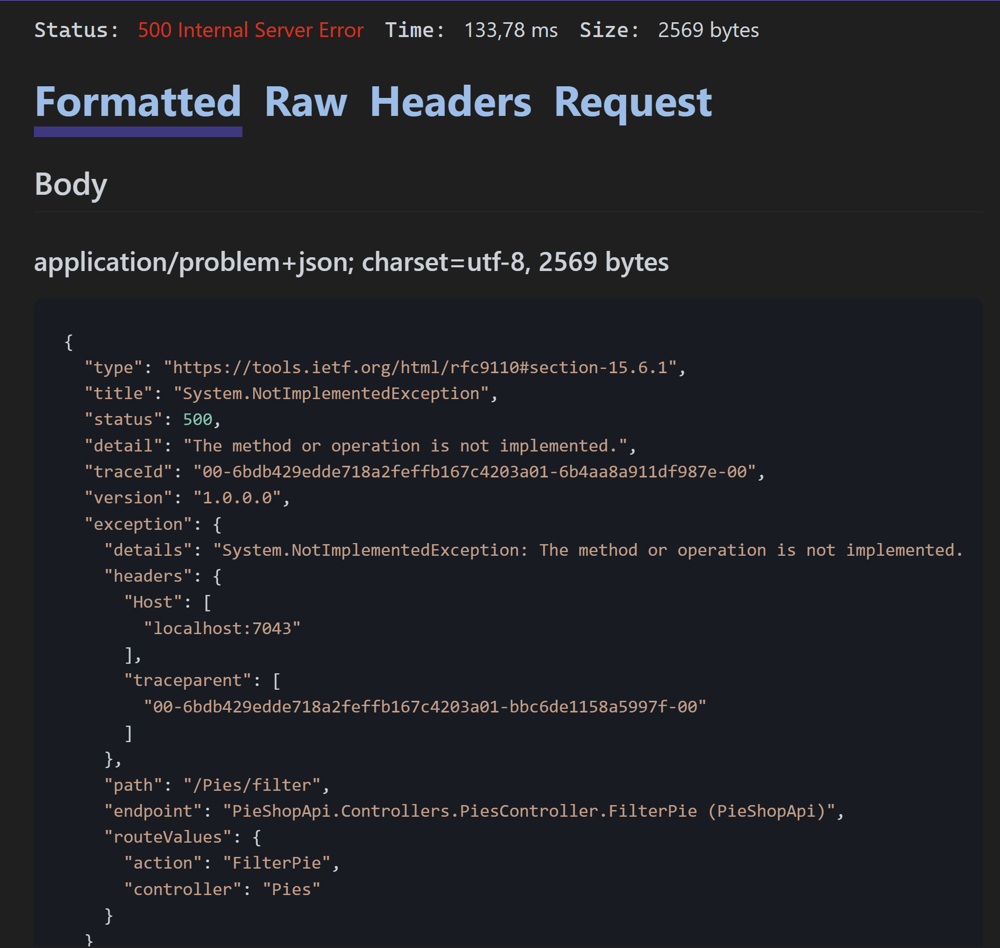 Status: 500 Internal Server Error Time: 133,78 ms Size: 2569 bytes
Formatted Raw Headers Request
Body
application/problem+json; charset=utf-8, 2569 bytes
{
  "type": "https://tools.ietf.org/html/rfc9110#section-15.6.1",
  "title": "System.NotImplementedException",
  "status": 500,
  "detail": "The method or operation is not implemented.",
  "traceId": "00-6bdb429edde718a2feffb167c4203a01-6b4aa8a911df987e-00",
  "version": "1.0.0.0",
  "exception": {
    "details": "System.NotImplementedException: The method or operation is not implemented.
    "headers": {
      "Host": [
        "localhost:7043"
      ],
      "traceparent": [
        "00-6bdb429edde718a2feffb167c4203a01-bbc6de1158a5997f-00"
      ]
    },
    "path": "/Pies/filter",
    "endpoint": "PieShopApi.Controllers.PiesController.FilterPie (PieShopApi)",
    "routeValues": {
      "action": "FilterPie",
      "controller": "Pies"
    }
  }